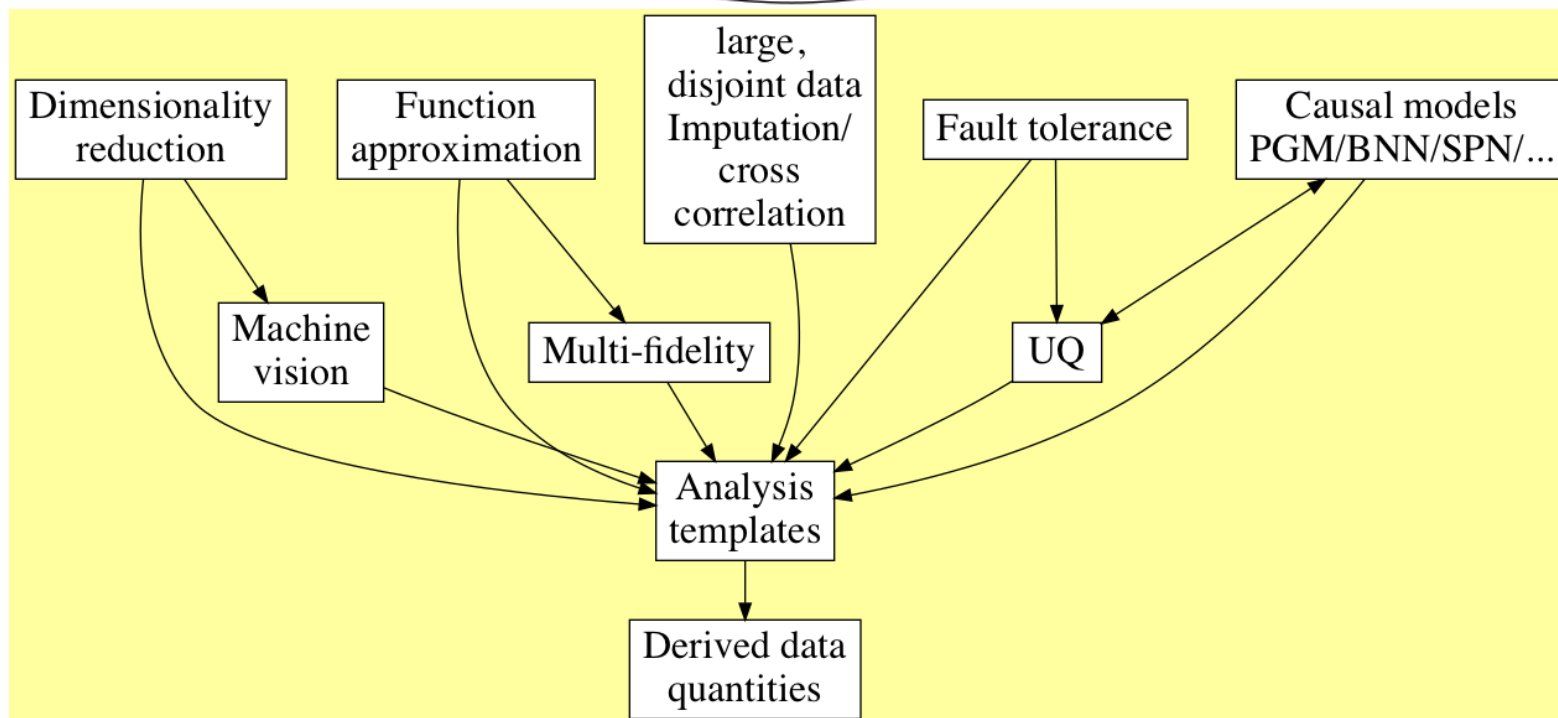 Dimensionality
reduction
Function
approximation
large,
disjoint data
Imputation/
cross
correlation
Fault tolerance
Causal models
PGM/BNN/SPN/...
Machine
vision
Multi-fidelity
UQ
Analysis
templates
Derived data
quantities